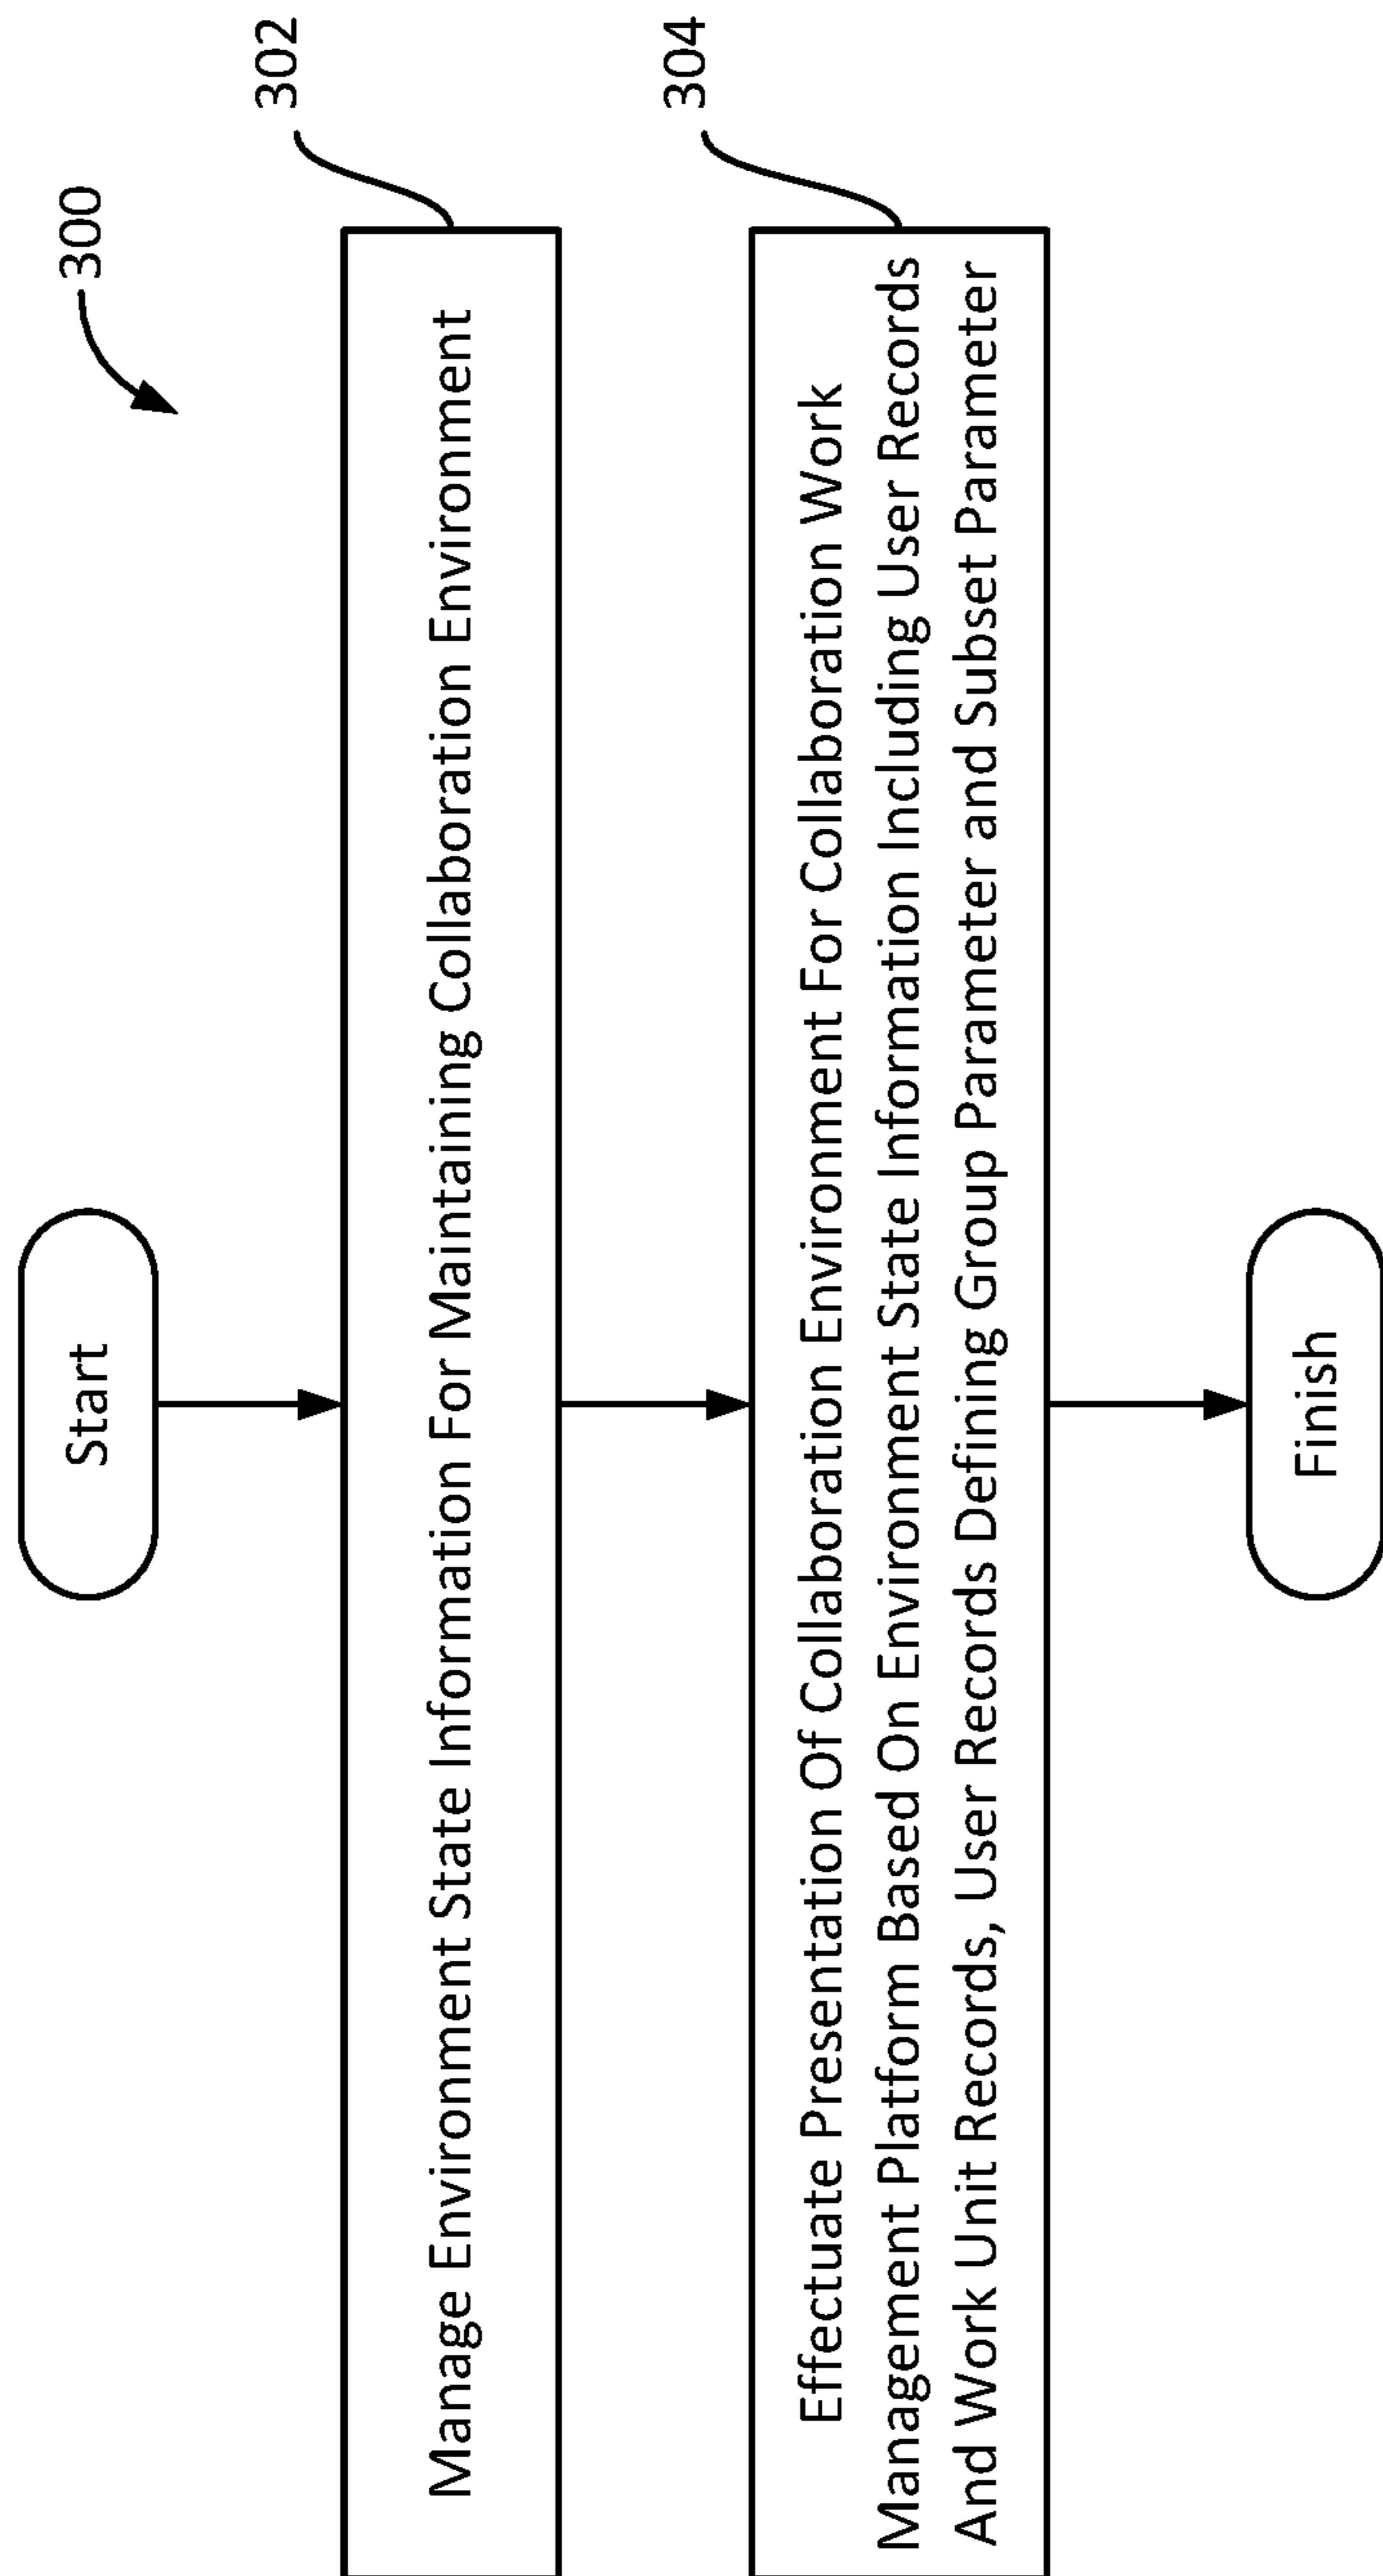 300
Start
302
Manage Environment State Information For Maintaining Collaboration Environment
304
Effectuate Presentation Of Collaboration Environment For Collaboration Work
Management Platform Based On Environment State Information Including User Records
And Work Unit Records, User Records Defining Group Parameter and Subset Parameter
Finish